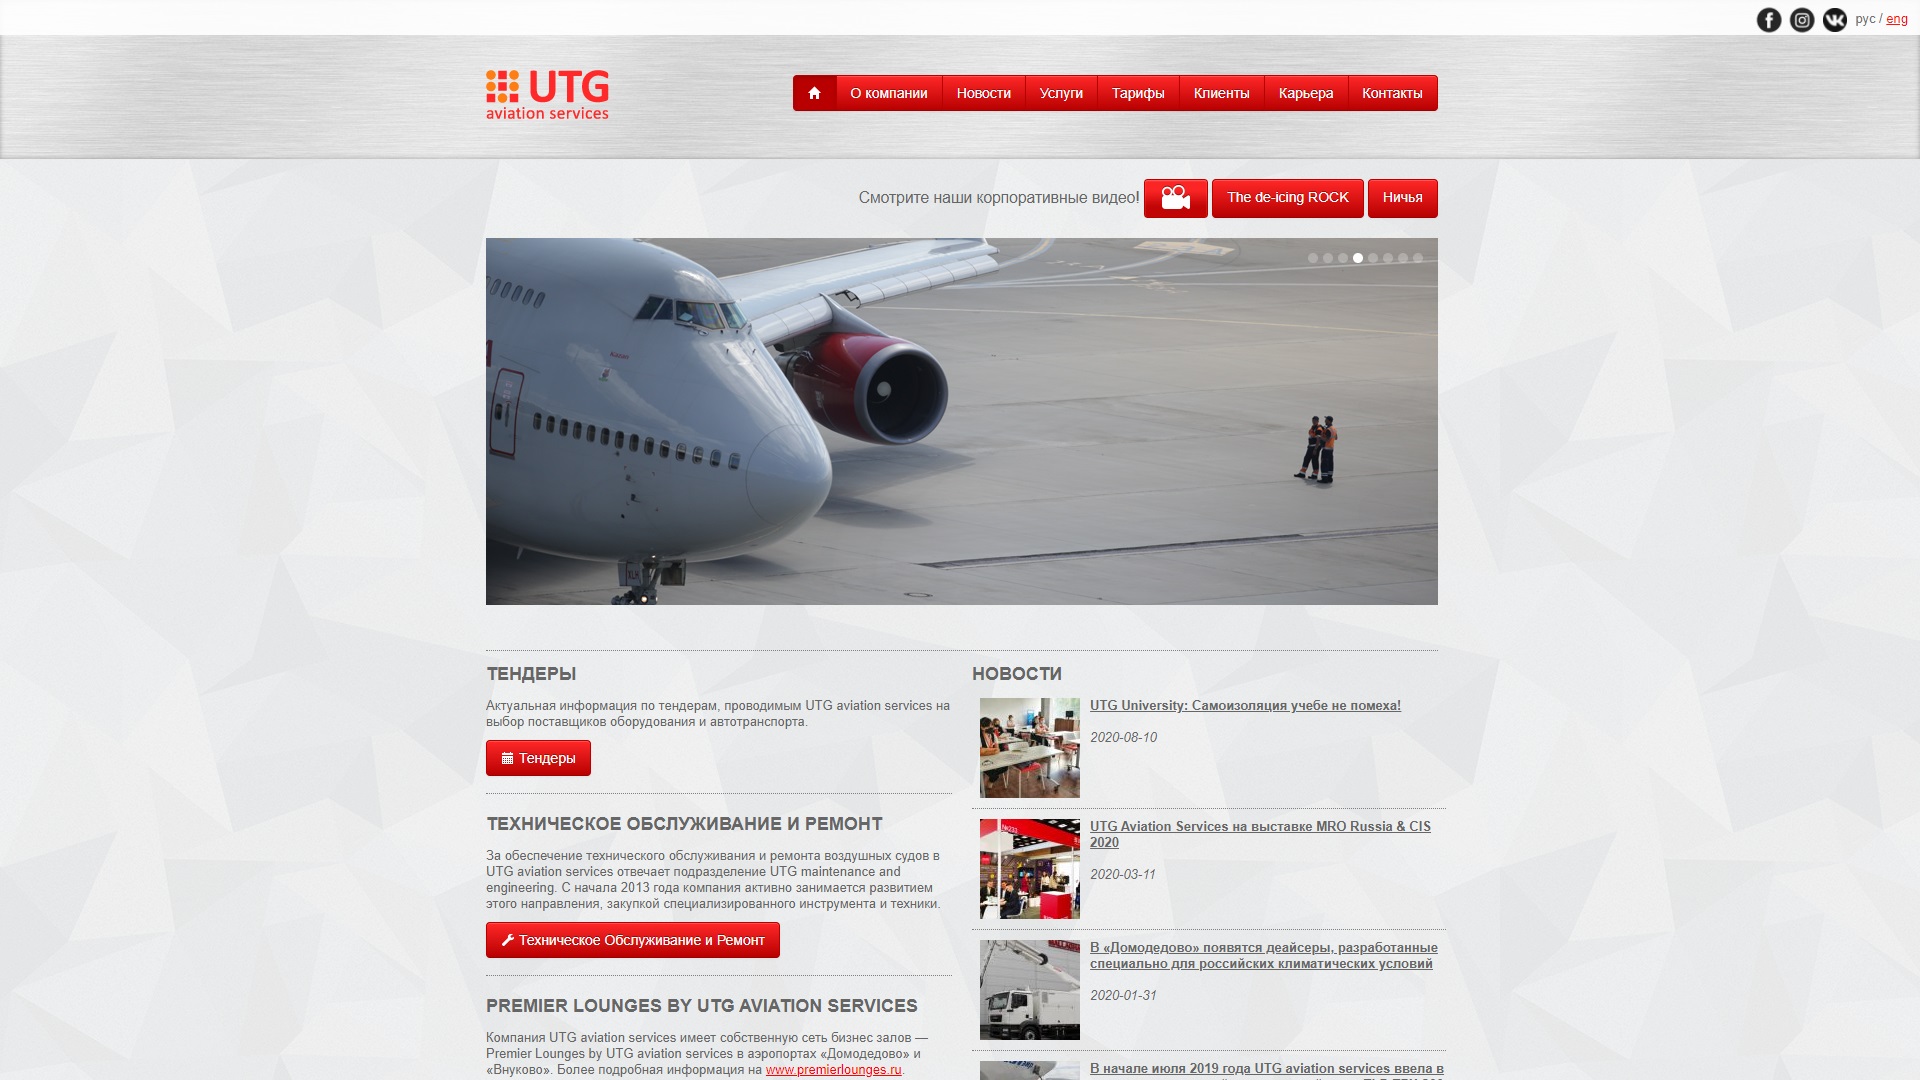 рус / eng
UTG
aviation services
О компании Новости Услуги Тарифы Клиенты Карьера Контакты
Смотрите наши корпоративные видео! The de-icing ROCK Ничья
ТЕНДЕРЫ
Актуальная информация по тендерам, проводимым UTG aviation services на
выбор поставщиков оборудования и автотранспорта.
Тендеры
ТЕХНИЧЕСКОЕ ОБСЛУЖИВАНИЕ И РЕМОНТ
За обеспечение технического обслуживания и ремонта воздушных судов в
UTG aviation services отвечает подразделение UTG maintenance and
engineering. С начала 2013 года компания активно занимается развитием
этого направления, закупкой специализированного инструмента и техники.
Техническое Обслуживание и Ремонт
PREMIER LOUNGES BY UTG AVIATION SERVICES
Компания UTG aviation services имеет собственную сеть бизнес залов —
Premier Lounges by UTG aviation services в аэропортах «Домодедово» и
«Внуково». Более подробная информация на www.premierlounges.ru.
НОВОСТИ
UTG University: Самоизоляция учебе не помеха!
2020-08-10
UTG Aviation Services на выставке MRO Russia & CIS
2020
2020-03-11
В «Домодедово» появятся деайсеры, разработанные
специально для российских климатических условий
2020-01-31
В начале июля 2019 года UTG aviation services ввела в